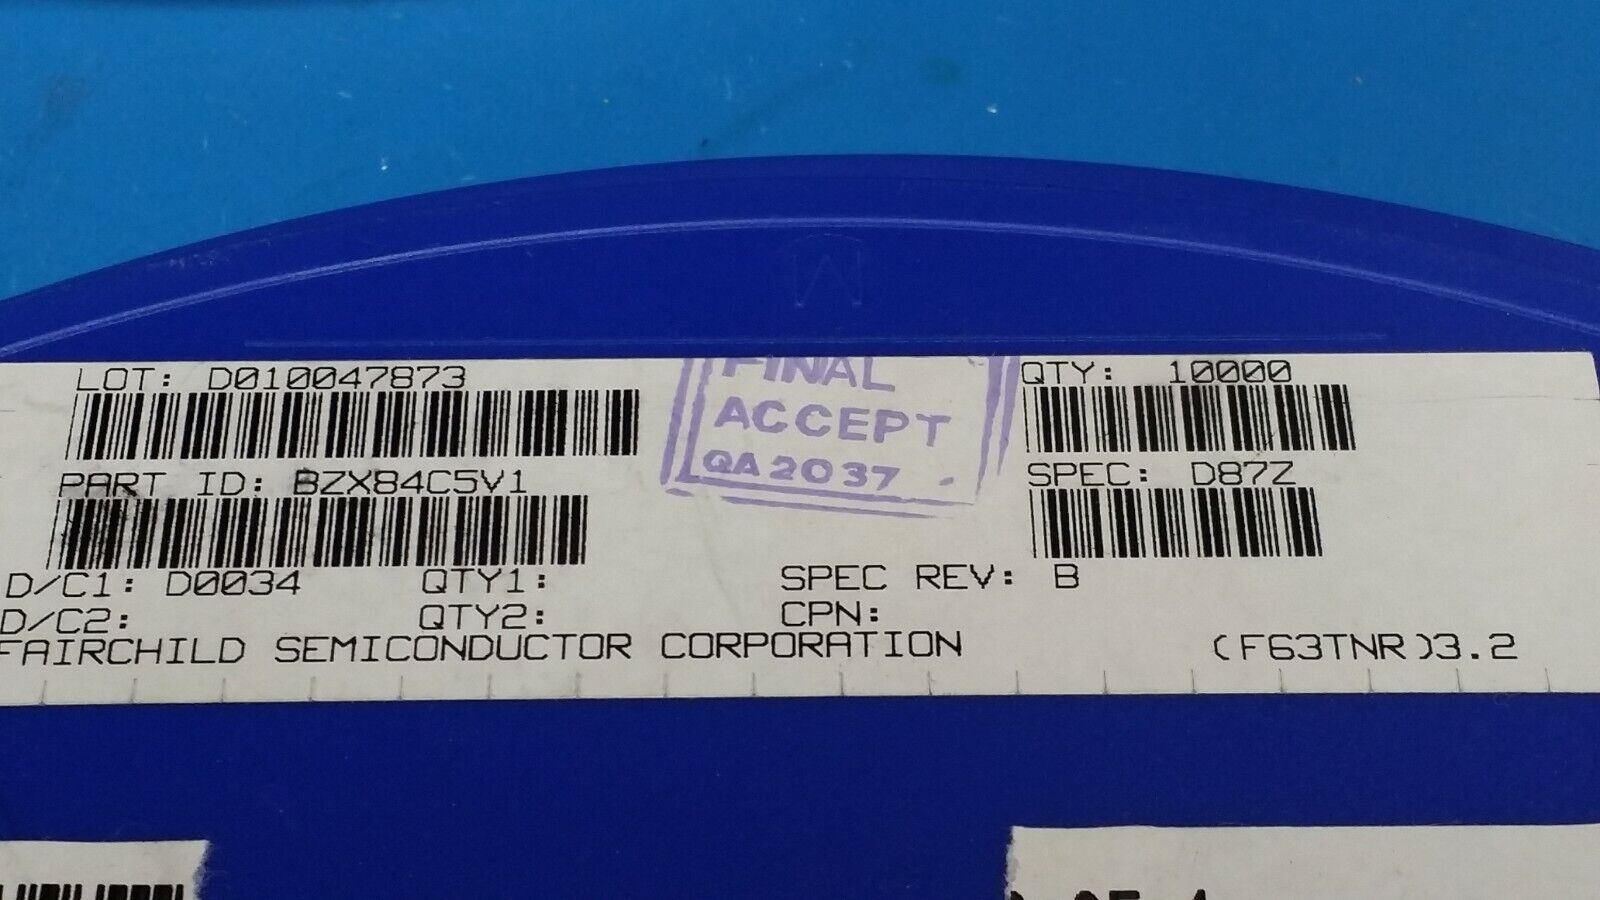 LOT: D010047873
FINAL
ACCEPT
QA 2037
QTY: 10000
PART ID: BZX84C5V1
SPEC: D87Z
D/C1: D0034 QTY1: SPEC REV: B
D/C2: QTY2: CPN:
FAIRCHILD SEMICONDUCTOR CORPORATION (F63TNR)3.2